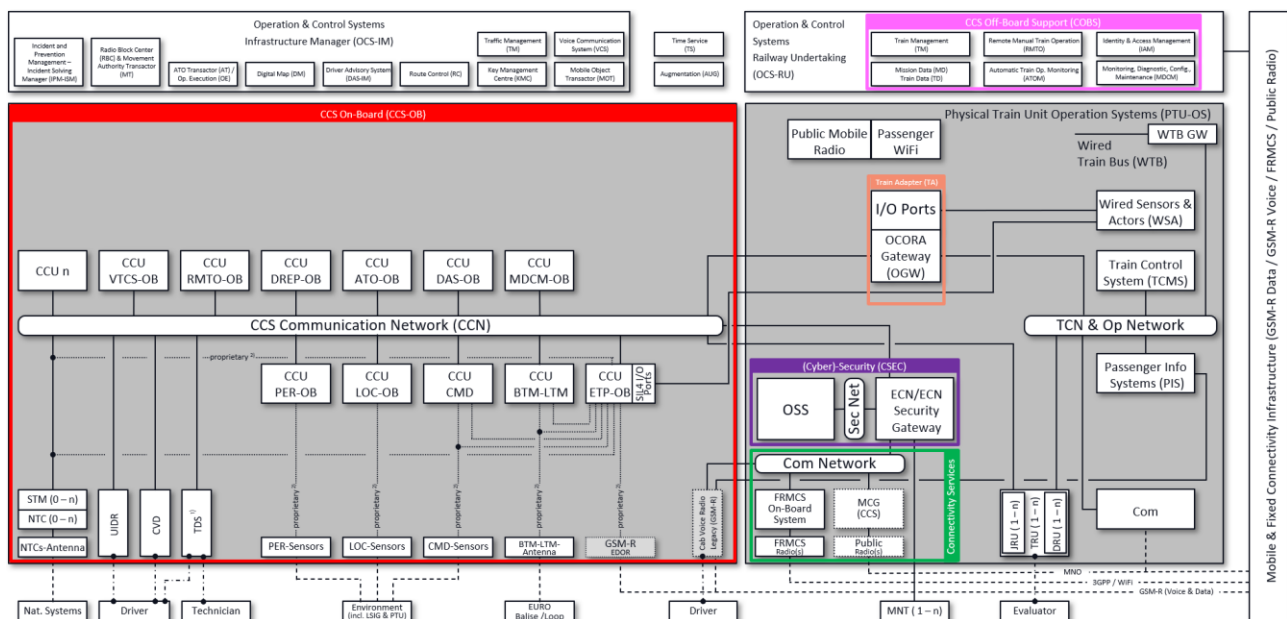 Operation & Control Systems
Infrastructure Manager (OCS-IM)
Incident and
Prevention
Management –
Incident Solving
Manager (IPM-ISM)
Radio Block Center
(RBC) & Movement
Authority Transactor
(MT)
ATO Transactor (AT) /
Op. Execution (OE)
Digital Map (DM)
Driver Advisory System
(DAS-IM)
Route Control (RC)
Traffic Management
(TM)
Voice Communication
System (VCS)
Key Management
Centre (KMC)
Mobile Object
Transactor (MOT)
Time Service
(TS)
Augmentation (AUG)
Operation & Control
Systems
Railway Undertaking
(OCS-RU)
CCS Off-Board Support (COBS)
Train Management
(TM)
Remote Manual Train Operation
(RMTO)
Identity & Access Management
(IAM)
Mission Data (MD)
Train Data (TD)
Automatic Train Op. Monitoring
(ATOM)
Monitoring, Diagnostic, Config.,
Maintenance (MDCM)
Mobile & Fixed Connectivity Infrastructure (GSM-R Data / GSM-R Voice / FRMCS / Public Radio)
CCS On-Board (CCS-OB)
CCU n
CCU
VTCS-OB
CCU
RMTO-OB
CCU
DREP-OB
CCU
ATO-OB
CCU
DAS-OB
CCU
MDCM-OB
CCS Communication Network (CCN)
proprietary 2)
CCU
PER-OB
CCU
LOC-OB
CCU
CMD
CCU
BTM-LTM
CCU
ETP-OB
SIL4 I/O
Ports
STM (0 – n)
NTC (0 – n)
NTCs-Antenna
UIDR
CVD
TDS 1)
proprietary 2)
proprietary 2)
proprietary 2)
proprietary 2)
proprietary 2)
PER-Sensors
LOC-Sensors
CMD-Sensors
BTM-LTM-
Antenna
GSM-R
EDOR
Cab Voice Radio
Legacy (GSM-R)
Physical Train Unit Operation Systems (PTU-OS)
Public Mobile
Radio
Passenger
WiFi
WTB GW
Wired
Train Bus (WTB)
Train Adapter (TA)
I/O Ports
OCORA
Gateway
(OGW)
Wired Sensors &
Actors (WSA)
Train Control
System (TCMS)
TCN & Op Network
Passenger Info
Systems (PIS)
(Cyber)-Security (CSEC)
OSS
Sec Net
ECN/ECN
Security
Gateway
Com Network
Connectivity Services
FRMCS
On-Board
System
MCG
(CCS)
FRMCS
Radio(s)
Public
Radio(s)
JRU ( 1 – n)
TRU ( 1 – n)
DRU ( 1 – n)
Com
MNO
3GPP / WiFi
GSM-R (Voice & Data)
Nat. Systems
Driver
Technician
Environment
(incl. LSIG & PTU)
EURO
Balise /Loop
Driver
MNT ( 1 – n)
Evaluator